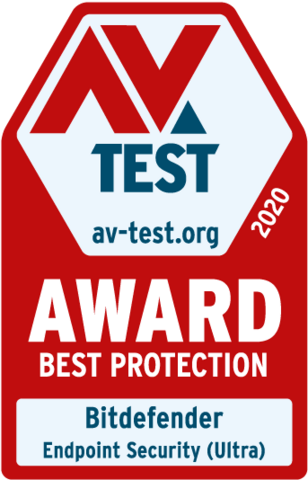 AV
TEST
av-test.org
2020
AWARD
BEST PROTECTION
Bitdefender
Endpoint Security (Ultra)